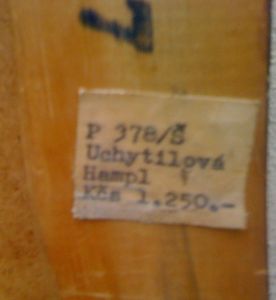 P 378/Š
Uchytilová
Hampl
Kčs 1.250.-